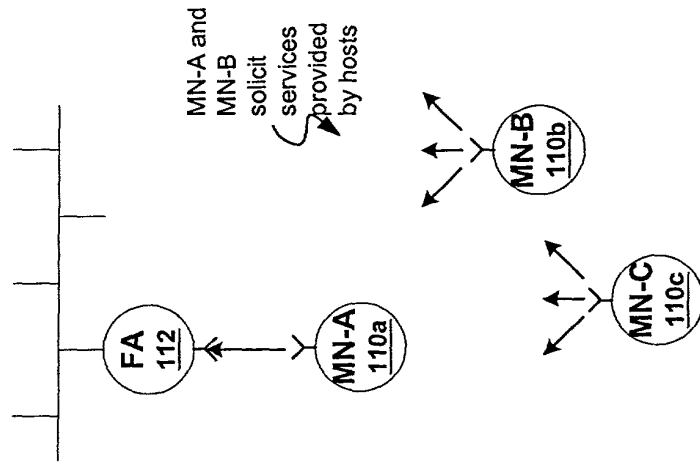 MN-A and
MN-B
solicit
services
provided
by hosts
FA
112
MN-A
110a
MN-B
110b
MN-C
110c